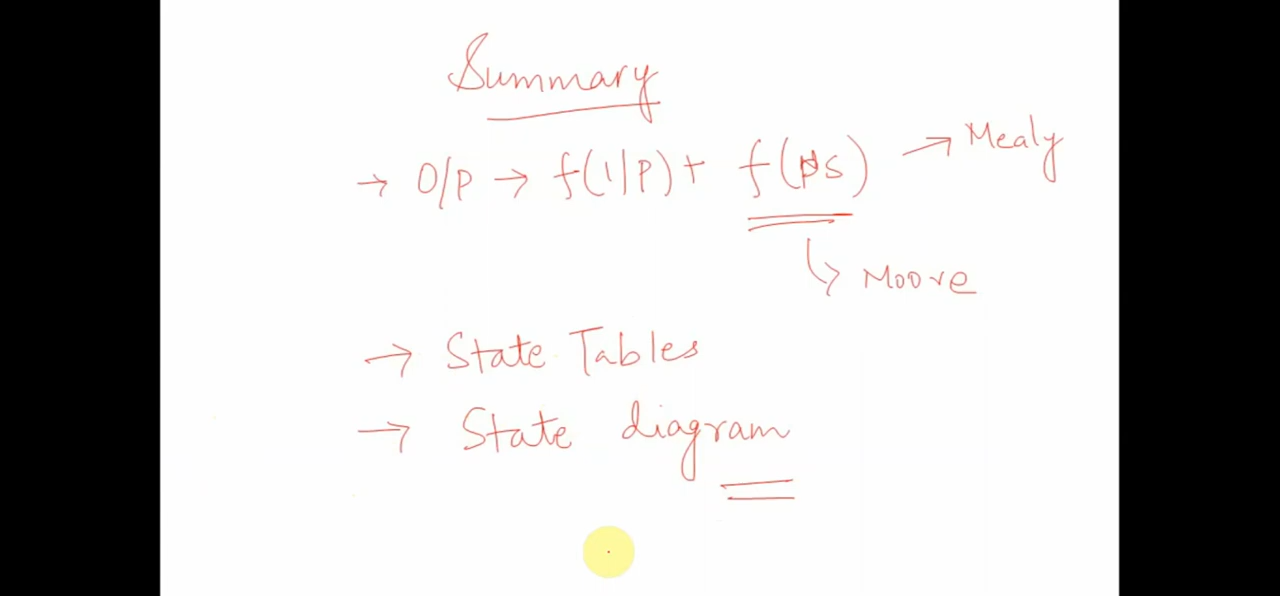 Summary
→ O/P → f(I/P) + f(PS) → Mealy
↳ Moore
→ State Tables
→ State diagram